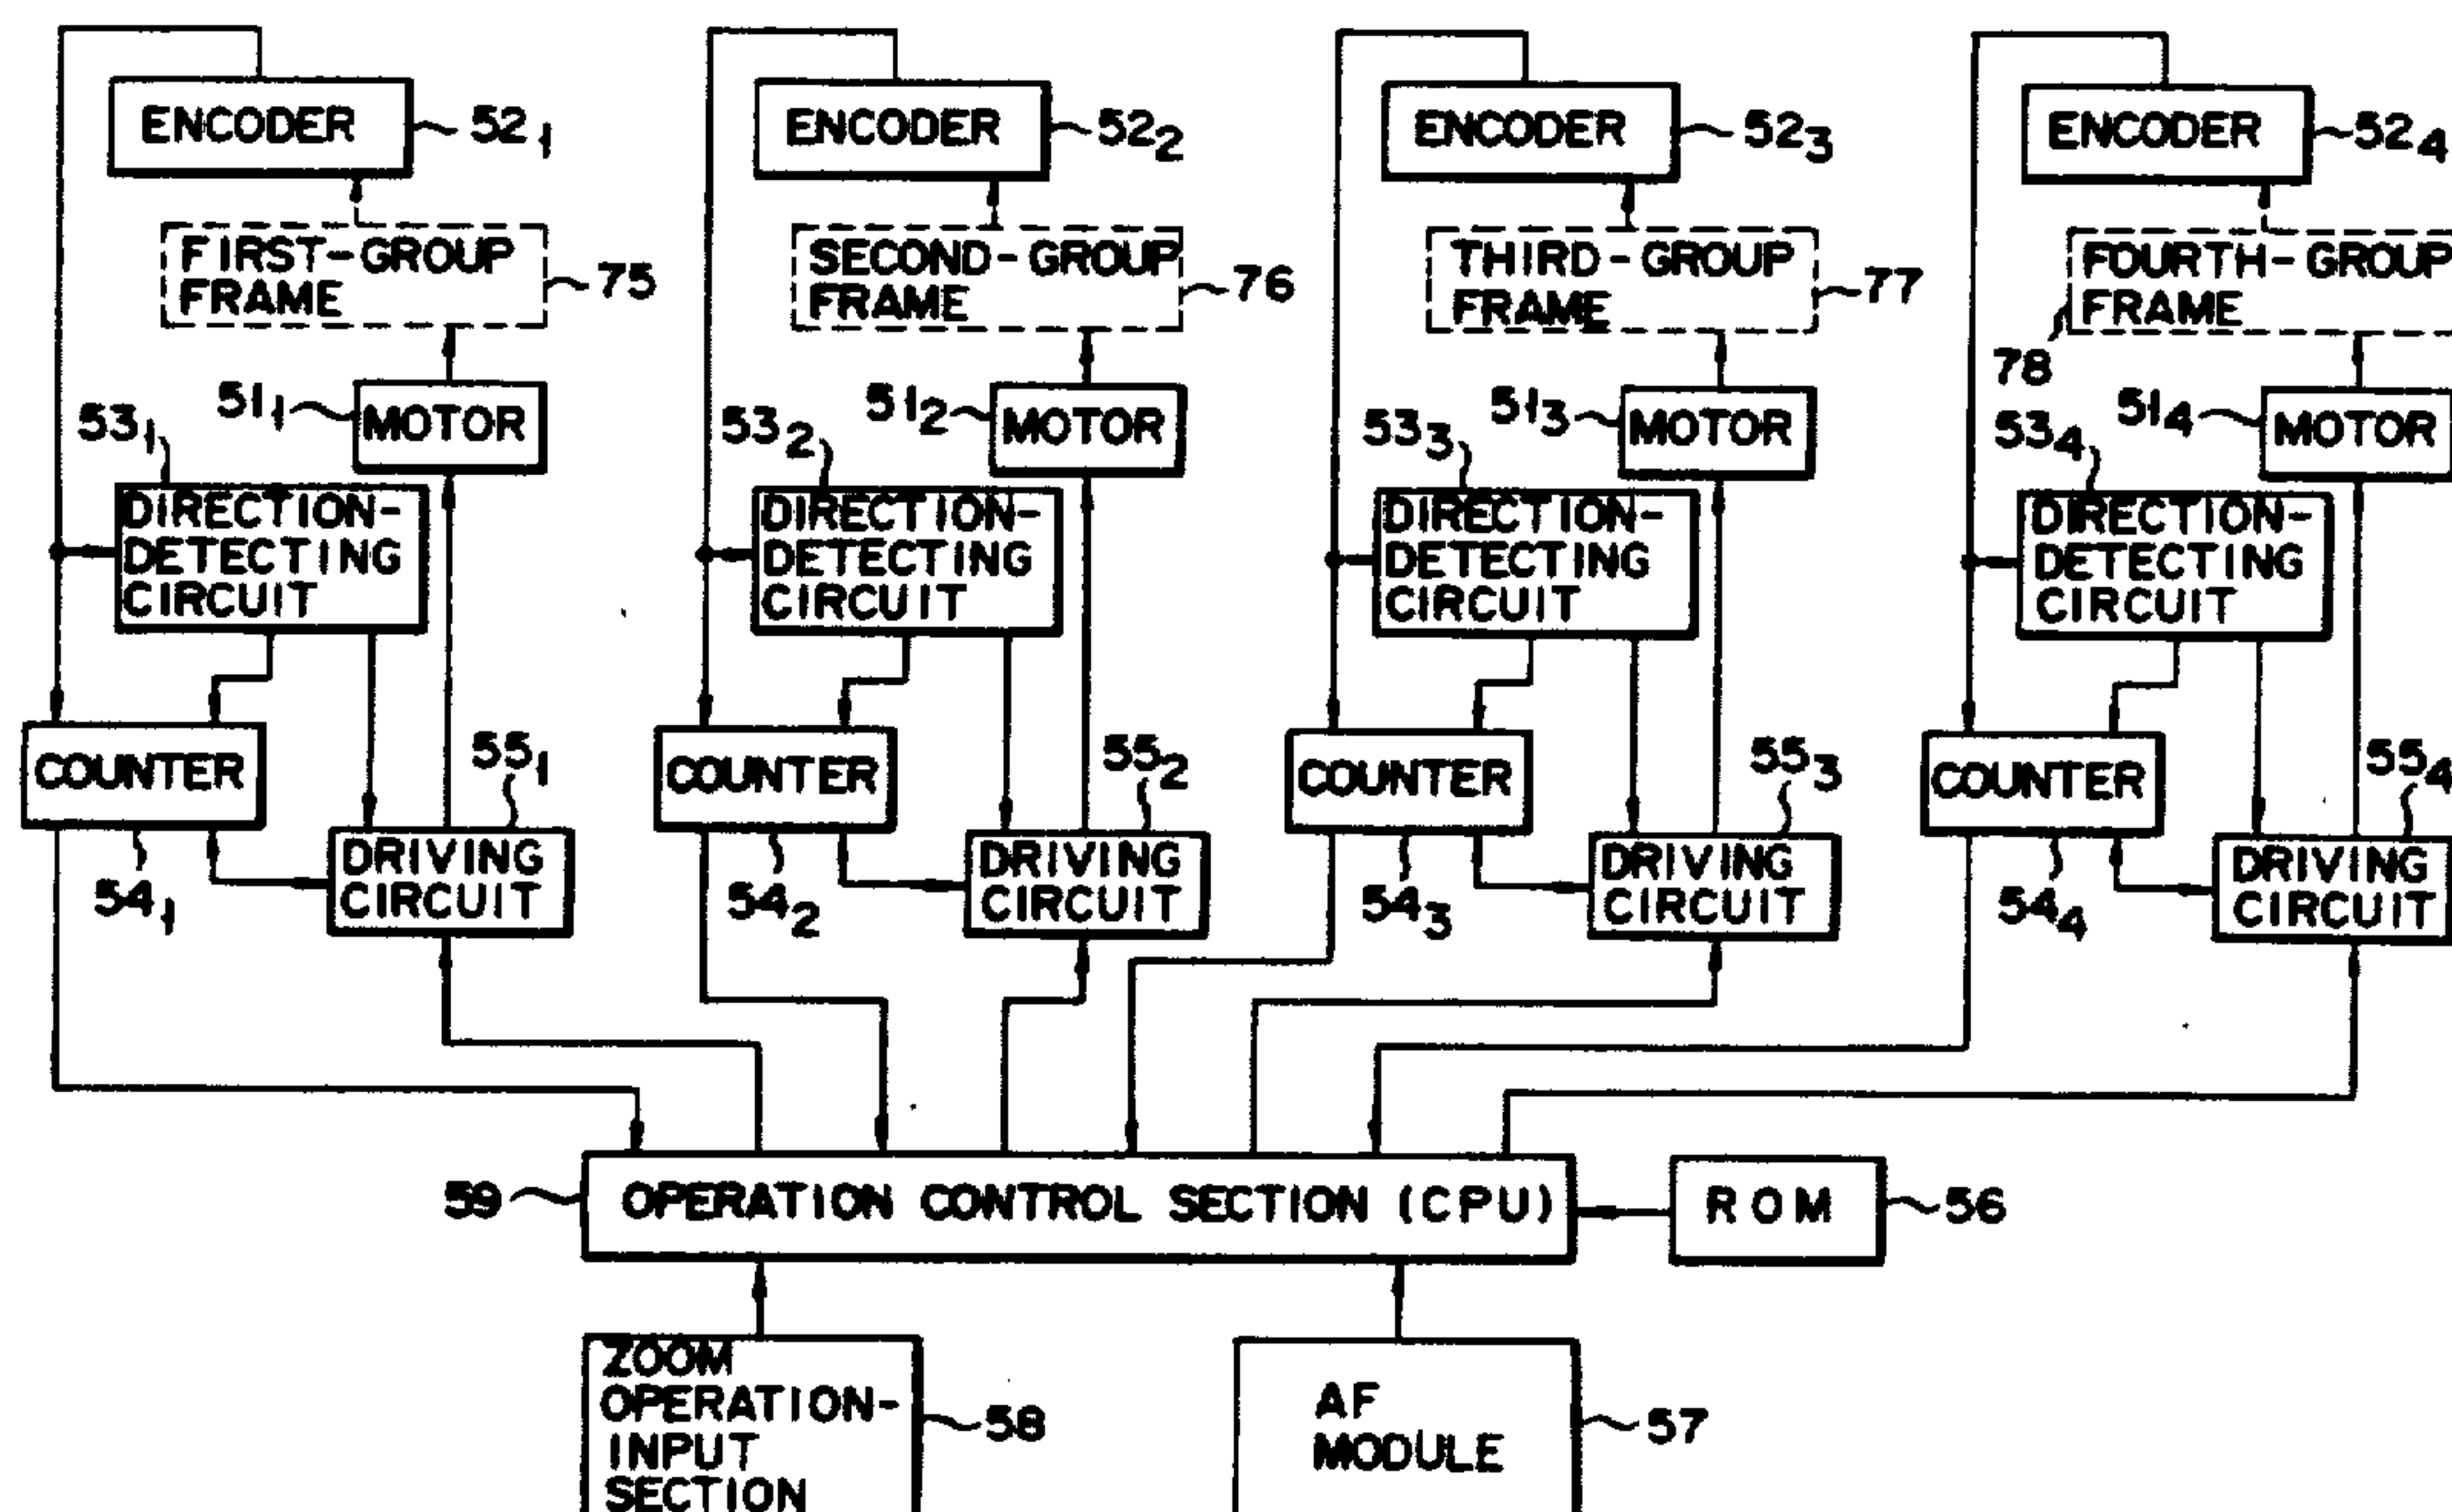 ENCODER 52₁
ENCODER 52₂
ENCODER 52₃
ENCODER 52₄
FIRST-GROUP
FRAME
75
SECOND-GROUP
FRAME
76
THIRD-GROUP
FRAME
77
FOURTH-GROUP
FRAME
78
51₁ MOTOR
51₂ MOTOR
51₃ MOTOR
51₄ MOTOR
53₁
DIRECTION-
DETECTING
CIRCUIT
53₂
DIRECTION-
DETECTING
CIRCUIT
53₃
DIRECTION-
DETECTING
CIRCUIT
53₄
DIRECTION-
DETECTING
CIRCUIT
COUNTER
54₁
55₁
DRIVING
CIRCUIT
COUNTER
54₂
55₂
DRIVING
CIRCUIT
COUNTER
54₃
55₃
DRIVING
CIRCUIT
COUNTER
54₄
55₄
DRIVING
CIRCUIT
59 OPERATION CONTROL SECTION (CPU)
ROM 56
ZOOM
OPERATION-
INPUT
SECTION
58
AF
MODULE
57